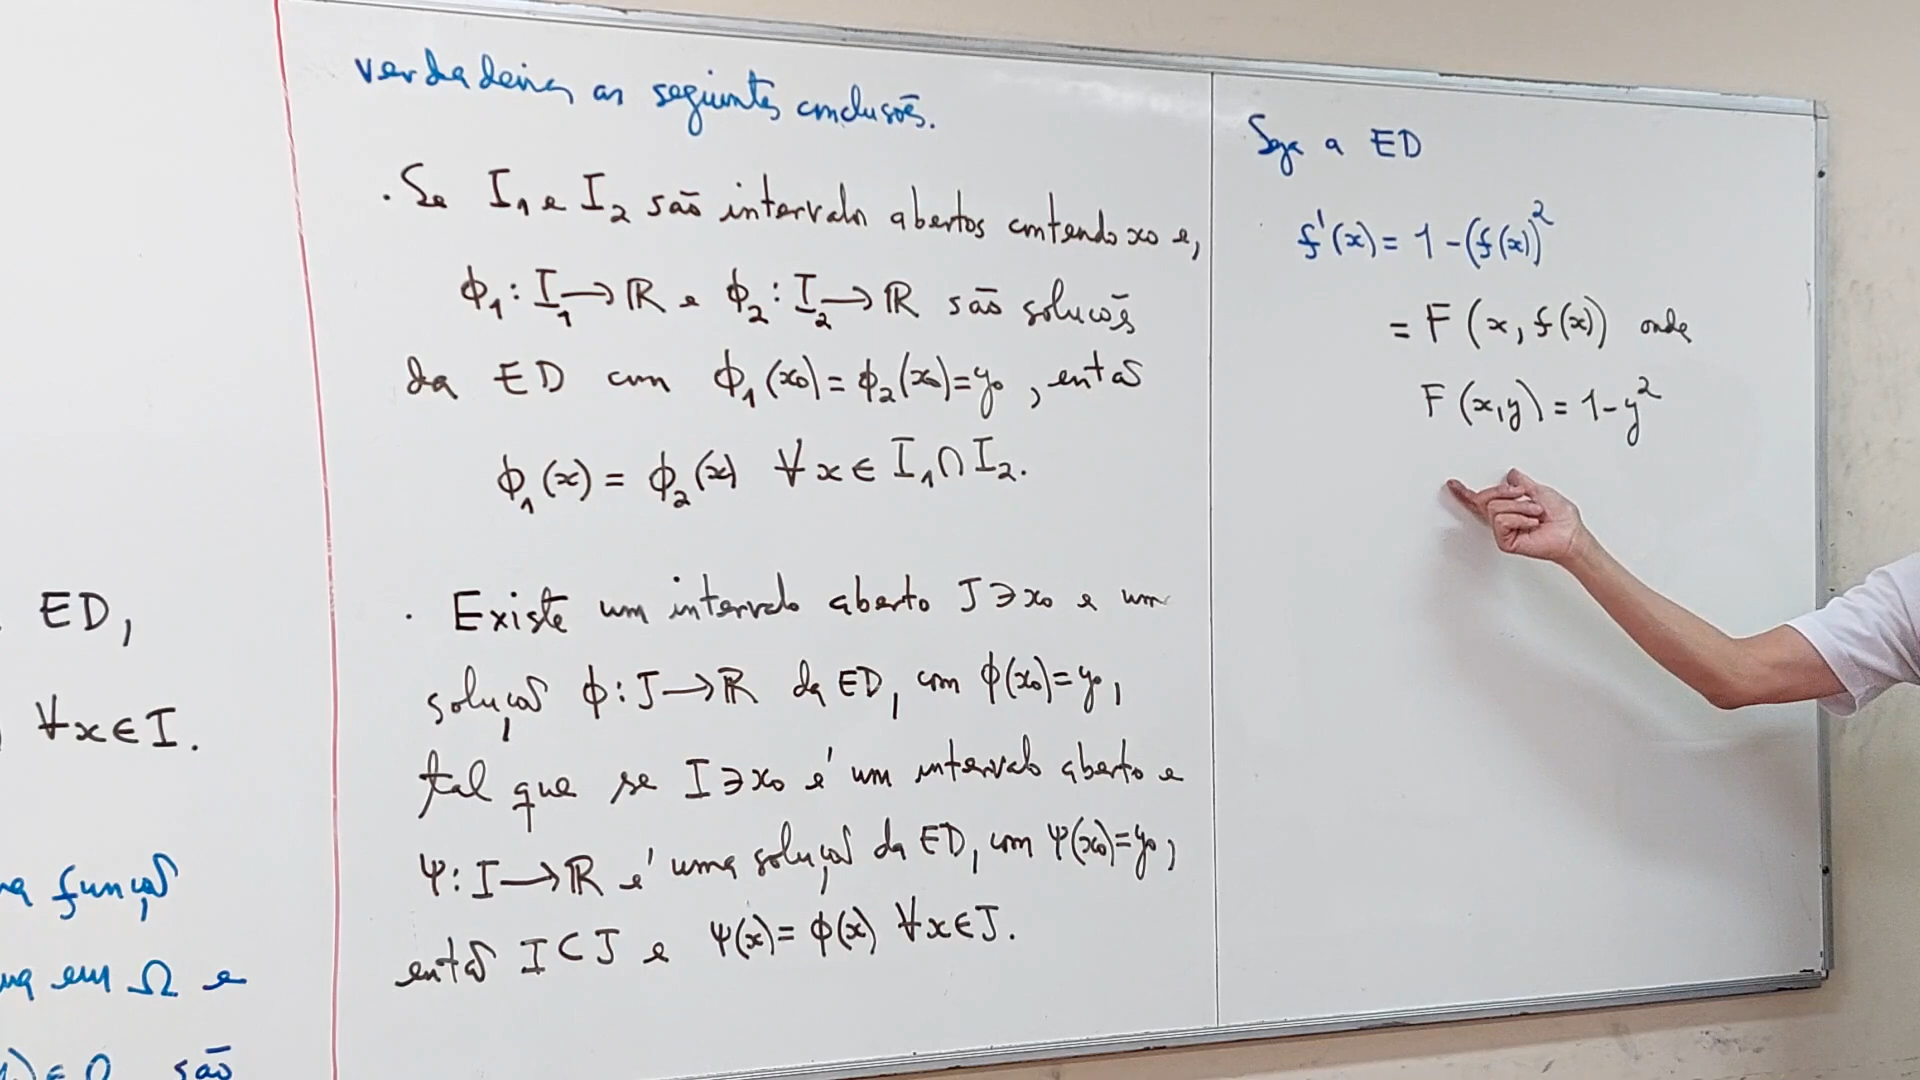 ED,
∀x∈I.
função
em Ω e
são
verdadeiras as seguintes conclusões.
. Se I₁ e I₂ são intervalos abertos contendo x₀ e,
ϕ₁: I₁→ℝ e ϕ₂: I₂→ℝ são soluções
da ED com ϕ₁(x₀)=ϕ₂(x₀)=y₀, então
ϕ₁(x) = ϕ₂(x) ∀x∈ I₁∩I₂.
. Existe um intervalo aberto J∋x₀ e um
solução ϕ: J→ℝ da ED, com ϕ(x₀)=y₀,
tal que se I∋x₀ é um intervalo aberto e
Ψ: I→ℝ é uma solução da ED, com Ψ(x₀)=y₀,
então I⊂J e Ψ(x)=ϕ(x) ∀x∈J.
Seja a ED
f'(x) = 1-(f(x))²
= F(x, f(x)) onde
F(x,y) = 1-y²